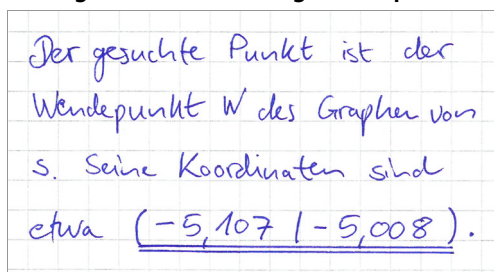 Der gesuchte Punkt ist der
Wendepunkt W des Graphen von
s. Seine Koordinaten sind
etwa (-5,107 / -5,008).